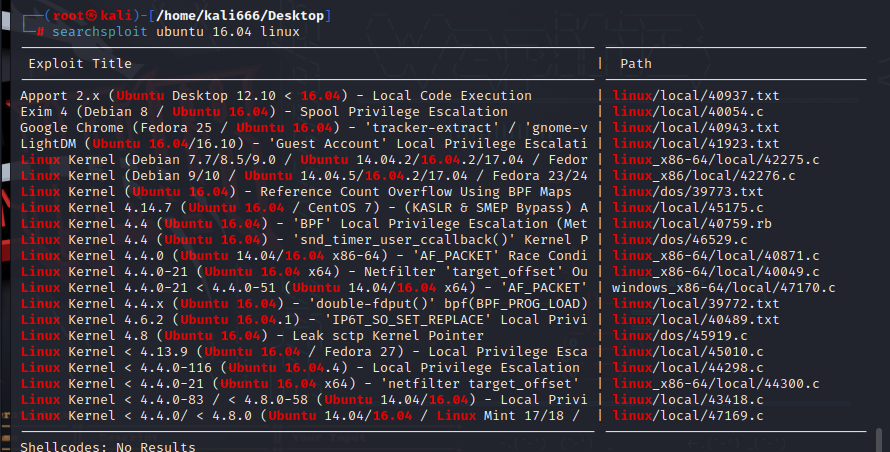 ┌──(root㉿kali)-[/home/kali666/Desktop]
└─# searchsploit ubuntu 16.04 linux
Exploit Title | Path
Apport 2.x (Ubuntu Desktop 12.10 < 16.04) - Local Code Execution | linux/local/40937.txt
Exim 4 (Debian 8 / Ubuntu 16.04) - Spool Privilege Escalation | linux/local/40054.c
Google Chrome (Fedora 25 / Ubuntu 16.04) - 'tracker-extract' / 'gnome-v | linux/local/40943.txt
LightDM (Ubuntu 16.04/16.10) - 'Guest Account' Local Privilege Escalati | linux/local/41923.txt
Linux Kernel (Debian 7.7/8.5/9.0 / Ubuntu 14.04.2/16.04.2/17.04 / Fedor | linux_x86-64/local/42275.c
Linux Kernel (Debian 9/10 / Ubuntu 14.04.5/16.04.2/17.04 / Fedora 23/24 | linux_x86/local/42276.c
Linux Kernel (Ubuntu 16.04) - Reference Count Overflow Using BPF Maps | linux/dos/39773.txt
Linux Kernel 4.14.7 (Ubuntu 16.04 / CentOS 7) - (KASLR & SMEP Bypass) A | linux/local/45175.c
Linux Kernel 4.4 (Ubuntu 16.04) - 'BPF' Local Privilege Escalation (Met | linux/local/40759.rb
Linux Kernel 4.4 (Ubuntu 16.04) - 'snd_timer_user_ccallback()' Kernel P | linux/dos/46529.c
Linux Kernel 4.4.0 (Ubuntu 14.04/16.04 x86-64) - 'AF_PACKET' Race Condi | linux_x86-64/local/40871.c
Linux Kernel 4.4.0-21 (Ubuntu 16.04 x64) - Netfilter 'target_offset' Ou | linux_x86-64/local/40049.c
Linux Kernel 4.4.0-21 < 4.4.0-51 (Ubuntu 14.04/16.04 x64) - 'AF_PACKET' | windows_x86-64/local/47170.c
Linux Kernel 4.4.x (Ubuntu 16.04) - 'double-fdput()' bpf(BPF_PROG_LOAD) | linux/local/39772.txt
Linux Kernel 4.6.2 (Ubuntu 16.04.1) - 'IP6T_SO_SET_REPLACE' Local Privi | linux/local/40489.txt
Linux Kernel 4.8 (Ubuntu 16.04) - Leak sctp Kernel Pointer | linux/dos/45919.c
Linux Kernel < 4.13.9 (Ubuntu 16.04 / Fedora 27) - Local Privilege Esca | linux/local/45010.c
Linux Kernel < 4.4.0-116 (Ubuntu 16.04.4) - Local Privilege Escalation | linux/local/44298.c
Linux Kernel < 4.4.0-21 (Ubuntu 16.04 x64) - 'netfilter target_offset' | linux_x86-64/local/44300.c
Linux Kernel < 4.4.0-83 / < 4.8.0-58 (Ubuntu 14.04/16.04) - Local Privi | linux/local/43418.c
Linux Kernel < 4.4.0/ < 4.8.0 (Ubuntu 14.04/16.04 / Linux Mint 17/18 / | linux/local/47169.c
Shellcodes: No Results